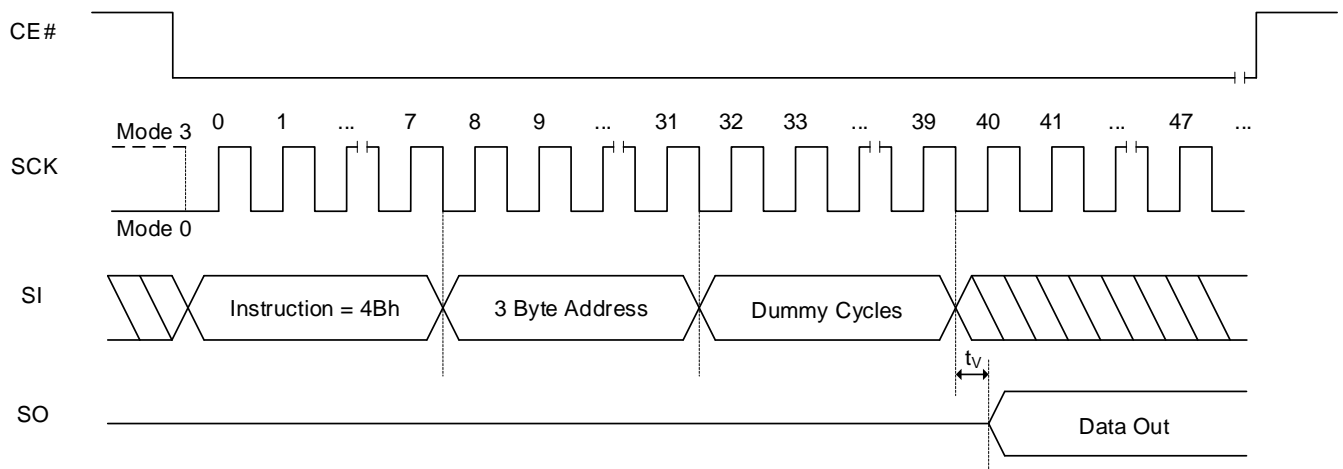 CE#
0 1 ... 7 8 9 ... 31 32 33 ... 39 40 41 ... 47 ...
Mode 3
SCK
Mode 0
SI
Instruction = 4Bh 3 Byte Address Dummy Cycles
tV
SO
Data Out